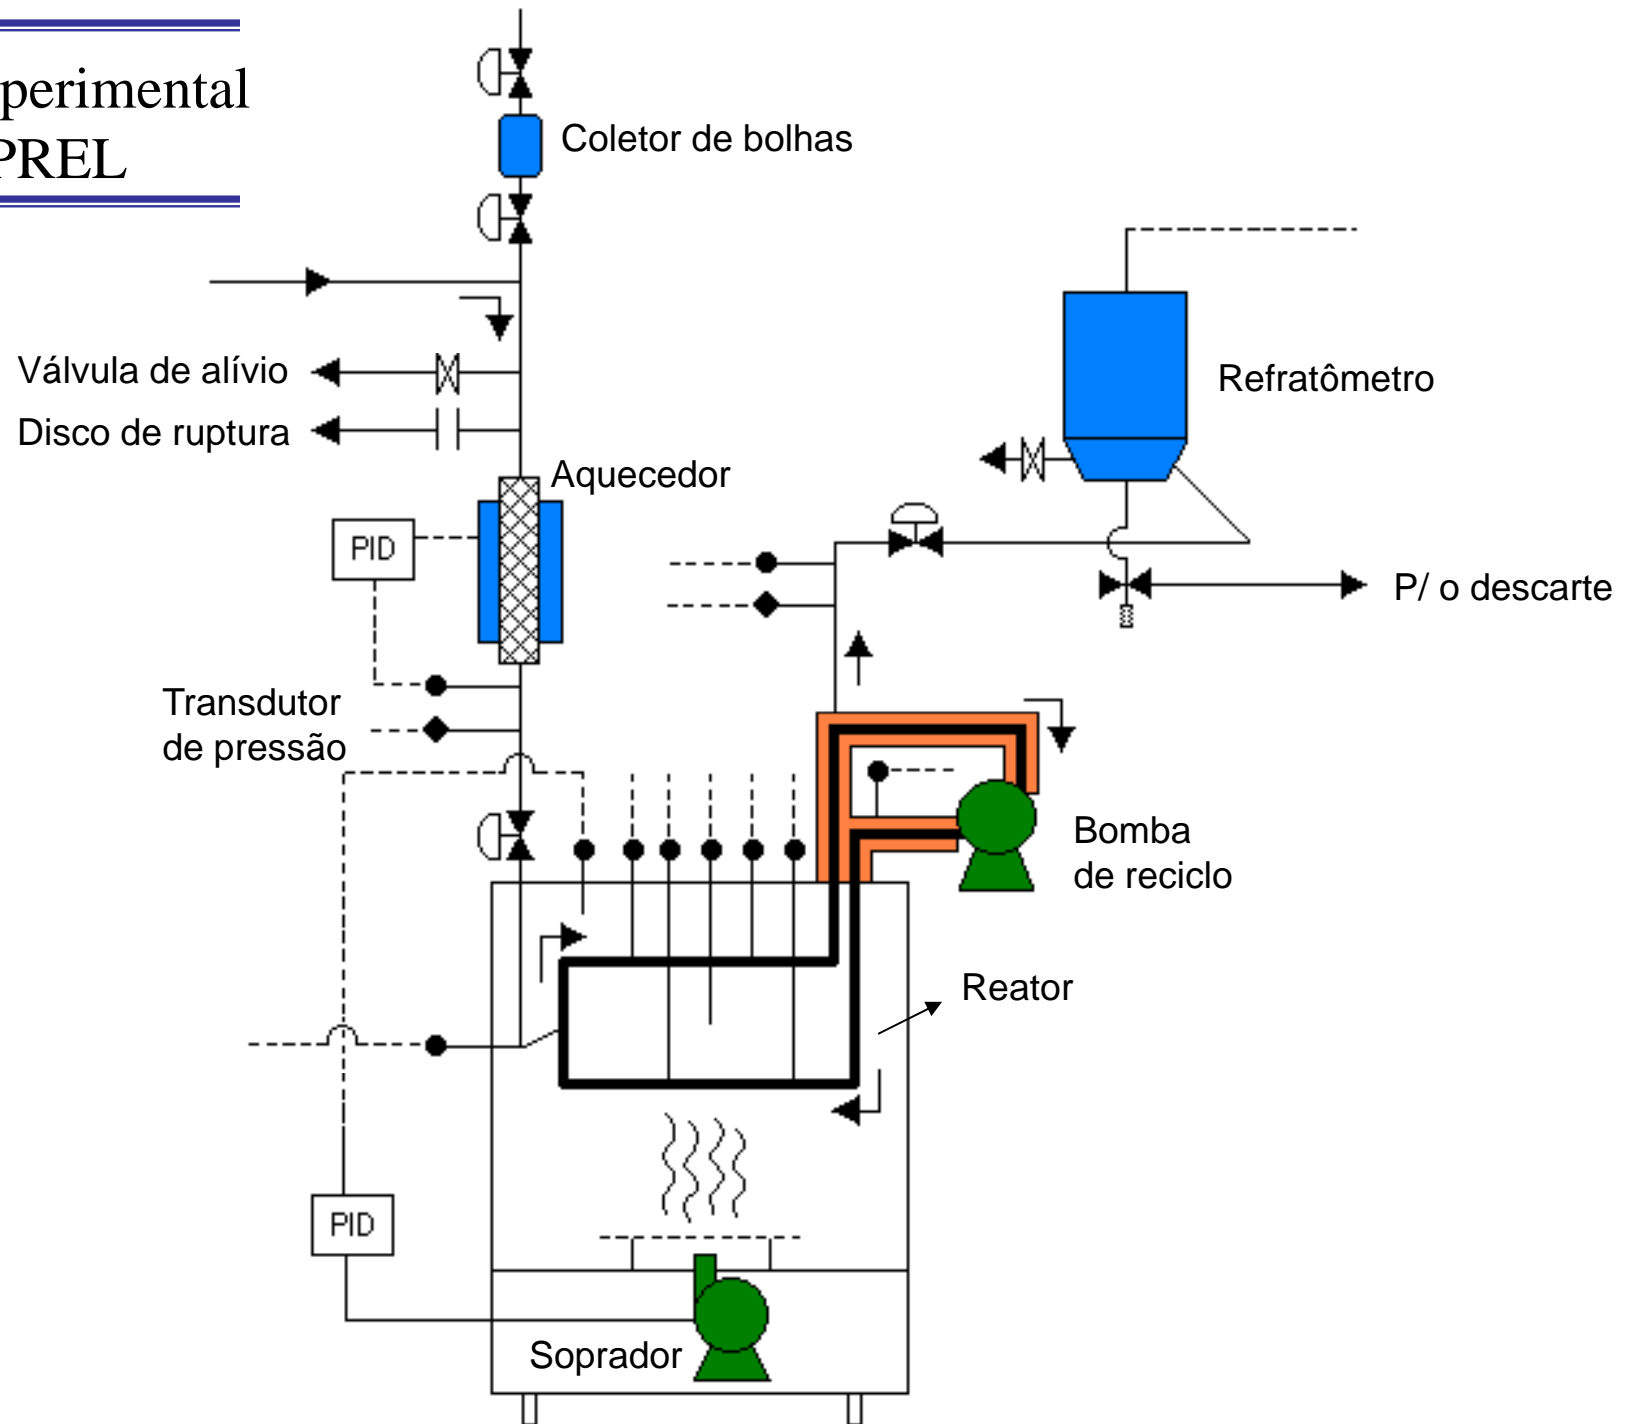 perimental
PREL
Coletor de bolhas
Válvula de alívio
Refratômetro
Disco de ruptura
Aquecedor
PID
P/ o descarte
Transdutor
de pressão
Bomba
de reciclo
Reator
PID
Soprador